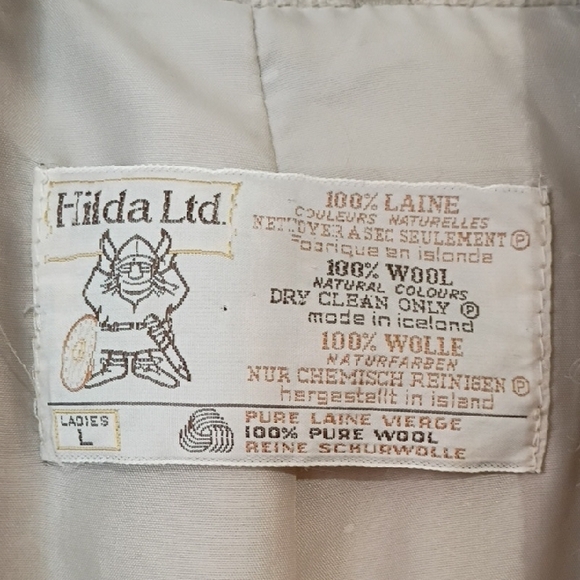 Hilda Ltd.
100% LAINE
COULEURS NATURELLES
NETTOYER A SEC SEULEMENT Ⓟ
fabriqué en islande
100% WOOL
NATURAL COLOURS
DRY CLEAN ONLY Ⓟ
made in iceland
100% WOLLE
NATURFARBEN
NUR CHEMISCH REINIGEN Ⓟ
hergestellt in island
LADIES
L
PURE LAINE VIERGE
100% PURE WOOL
REINE SCHURWOLLE